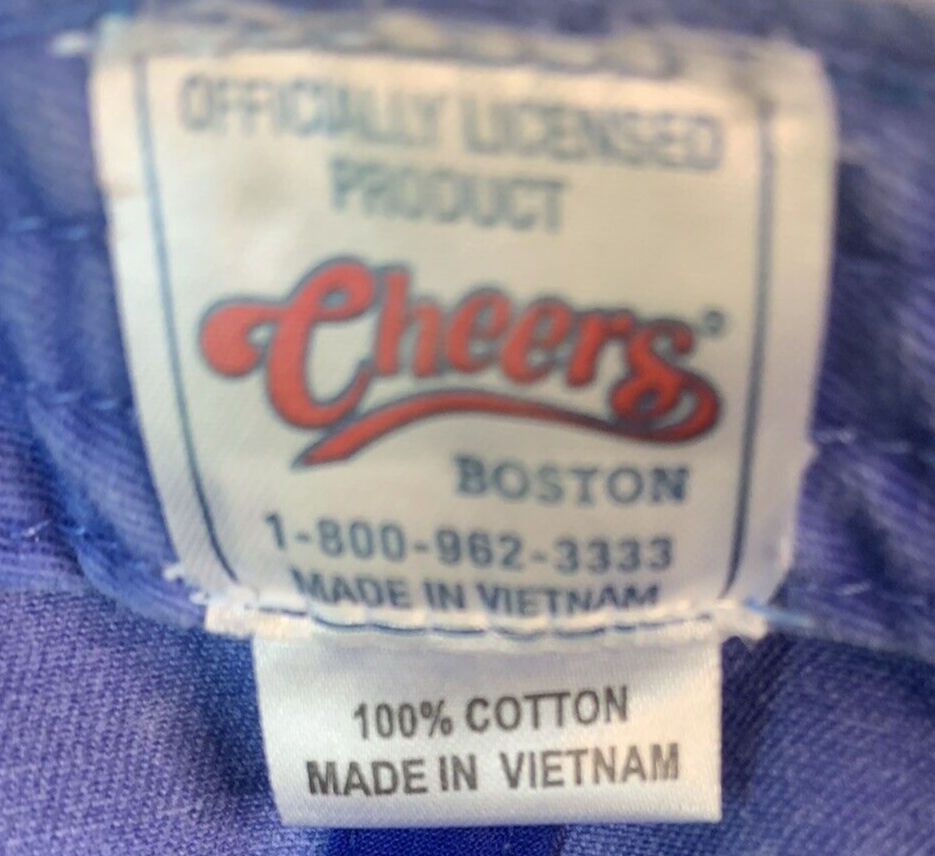 OFFICIALLY LICENSED
PRODUCT
Cheers®
BOSTON
1-800-962-3333
MADE IN VIETNAM
100% COTTON
MADE IN VIETNAM